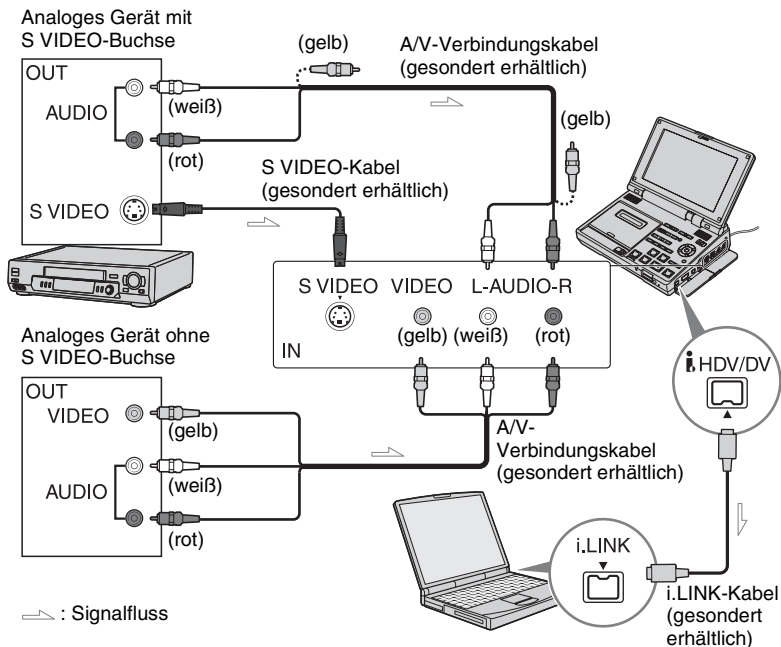 Analoges Gerät mit
S VIDEO-Buchse
OUT
AUDIO
(weiß)
(rot)
S VIDEO
(gelb)
A/V-Verbindungskabel
(gesondert erhältlich)
(gelb)
S VIDEO-Kabel
(gesondert erhältlich)
S VIDEO VIDEO L-AUDIO-R
(gelb) (weiß) (rot)
IN
Analoges Gerät ohne
S VIDEO-Buchse
OUT
VIDEO
(gelb)
AUDIO
(weiß)
(rot)
A/V-
Verbindungskabel
(gesondert erhältlich)
i HDV/DV
i.LINK
i.LINK-Kabel
(gesondert
erhältlich)
: Signalfluss